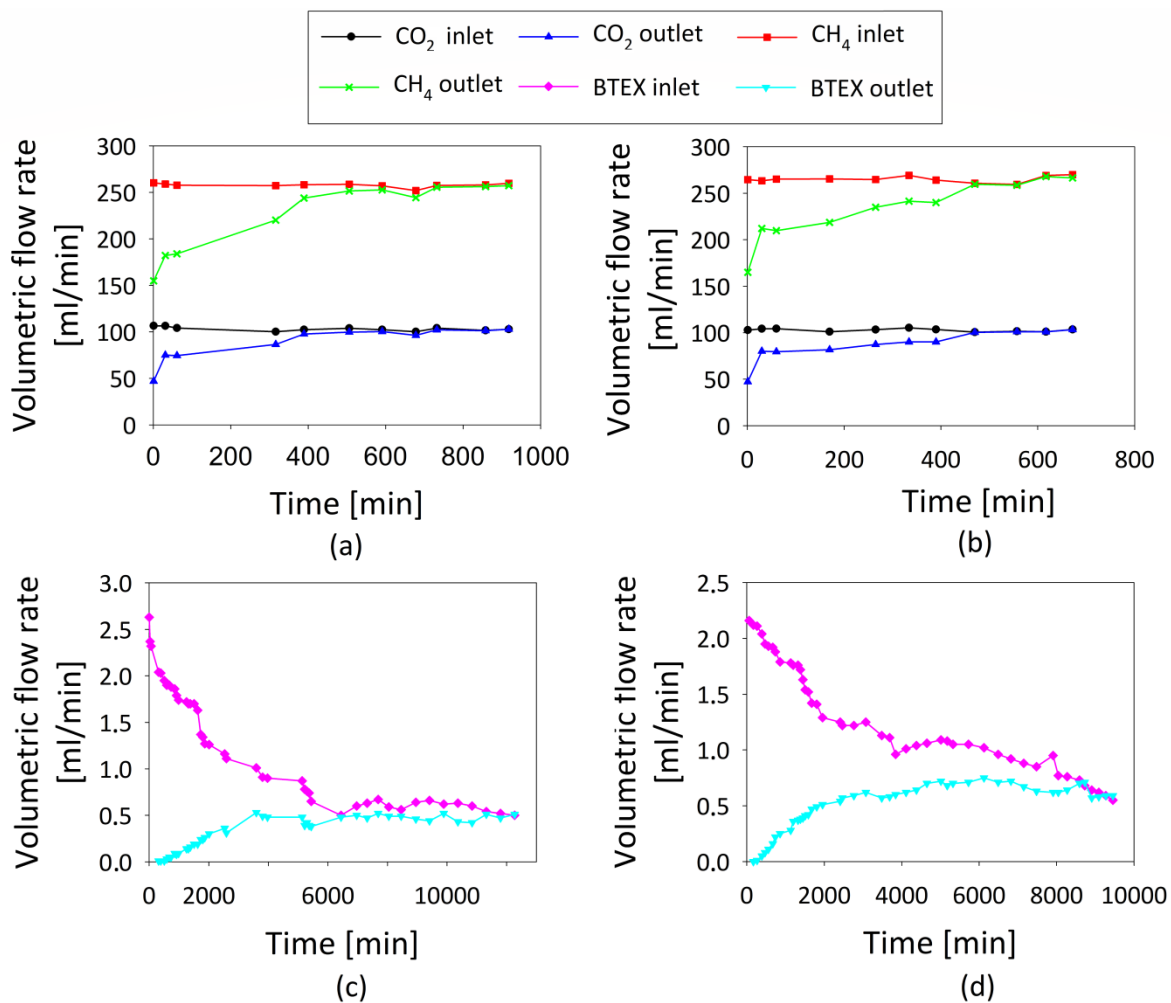 CO2 inlet CO2 outlet CH4 inlet
CH4 outlet BTEX inlet BTEX outlet
Volumetric flow rate
[ml/min]
300
250
200
150
100
50
0
0 200 400 600 800 1000
Time [min]
(a)
Volumetric flow rate
[ml/min]
300
250
200
150
100
50
0
0 200 400 600 800
Time [min]
(b)
Volumetric flow rate
[ml/min]
3.0
2.5
2.0
1.5
1.0
0.5
0.0
0 2000 4000 6000 8000 10000
Time [min]
(c)
Volumetric flow rate
[ml/min]
2.5
2.0
1.5
1.0
0.5
0.0
0 2000 4000 6000 8000 10000
Time [min]
(d)